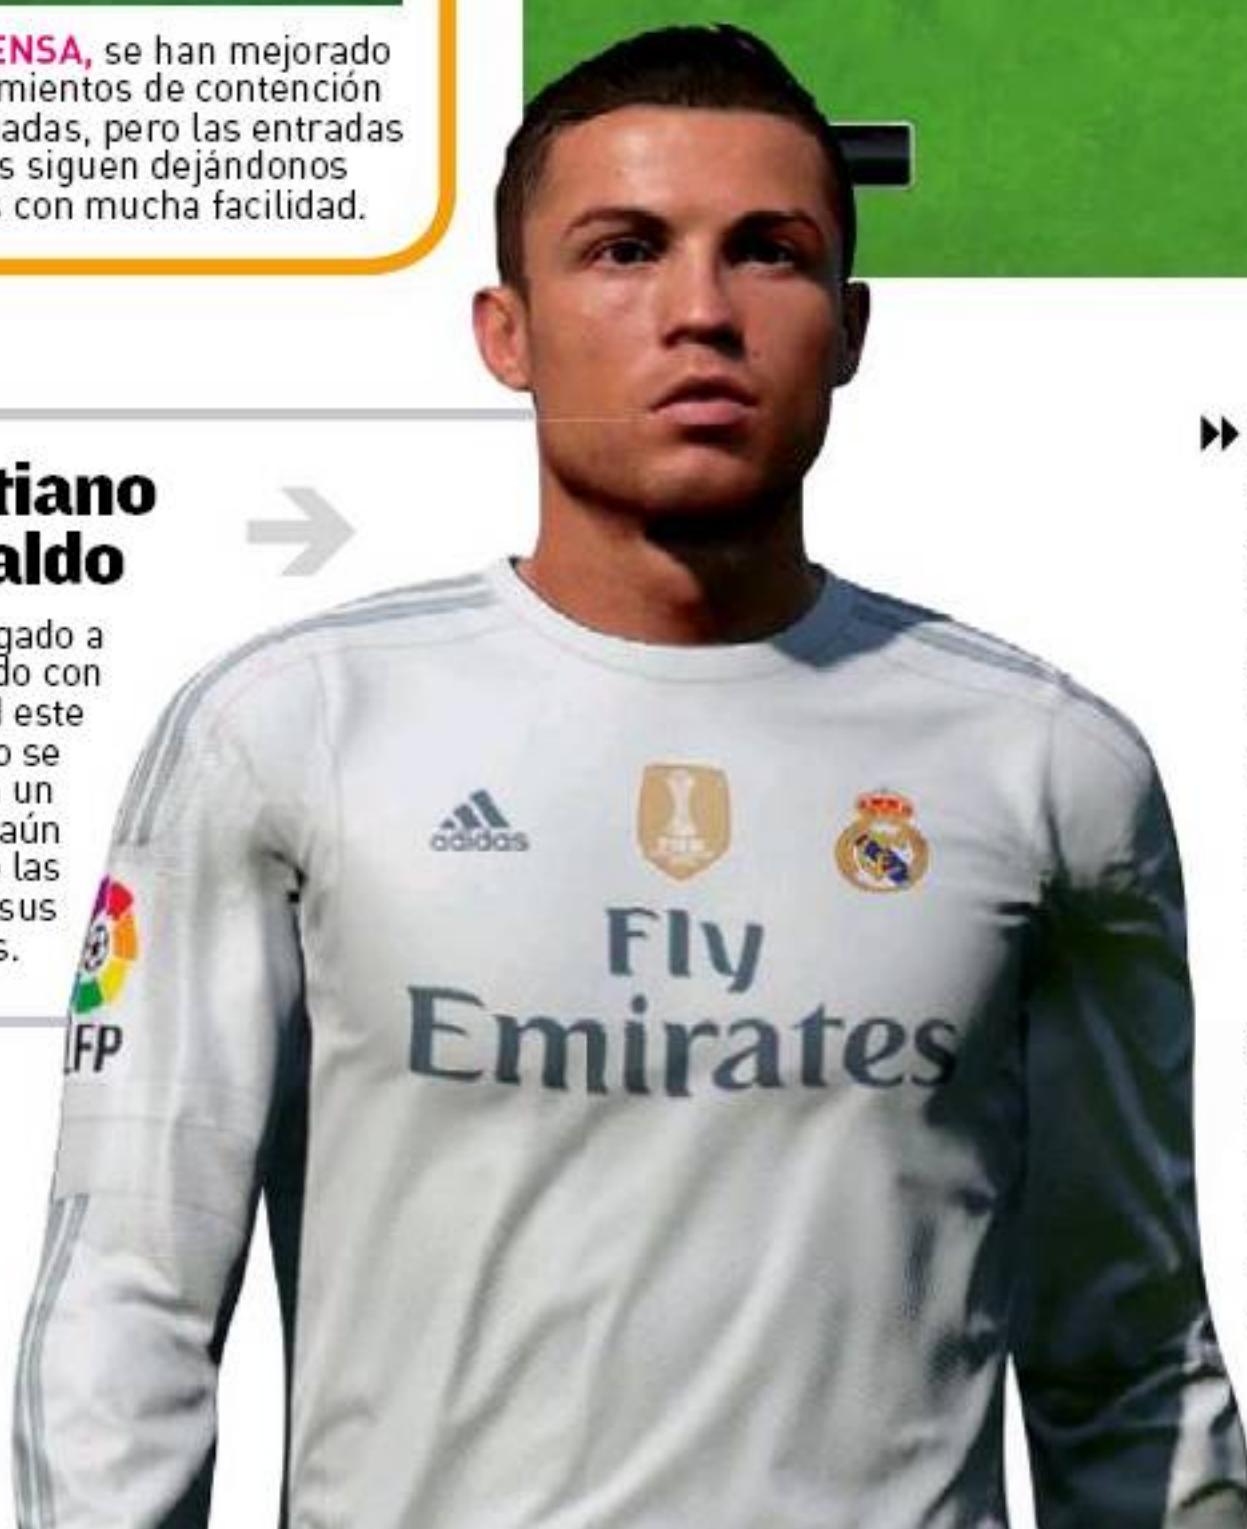 ENSA, se han mejorado
mientos de contención
adas, pero las entradas
s siguen dejándonos
con mucha facilidad.
tiano
aldo
gado a
do con
este
o se
un
aún
las
sus
s.
adidas
Fly
Emirates
LFP